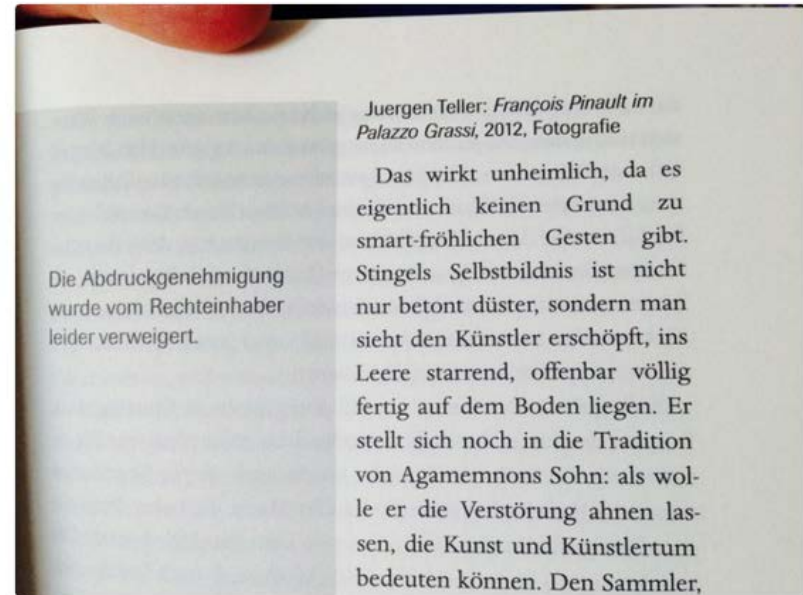 Juergen Teller: François Pinault im
Palazzo Grassi, 2012, Fotografie
Die Abdruckgenehmigung
wurde vom Rechteinhaber
leider verweigert.
Das wirkt unheimlich, da es
eigentlich keinen Grund zu
smart-fröhlichen Gesten gibt.
Stingels Selbstbildnis ist nicht
nur betont düster, sondern man
sieht den Künstler erschöpft, ins
Leere starrend, offenbar völlig
fertig auf dem Boden liegen. Er
stellt sich noch in die Tradition
von Agamemnons Sohn: als wol-
le er die Verstörung ahnen las-
sen, die Kunst und Künstlertum
bedeuten können. Den Sammler,